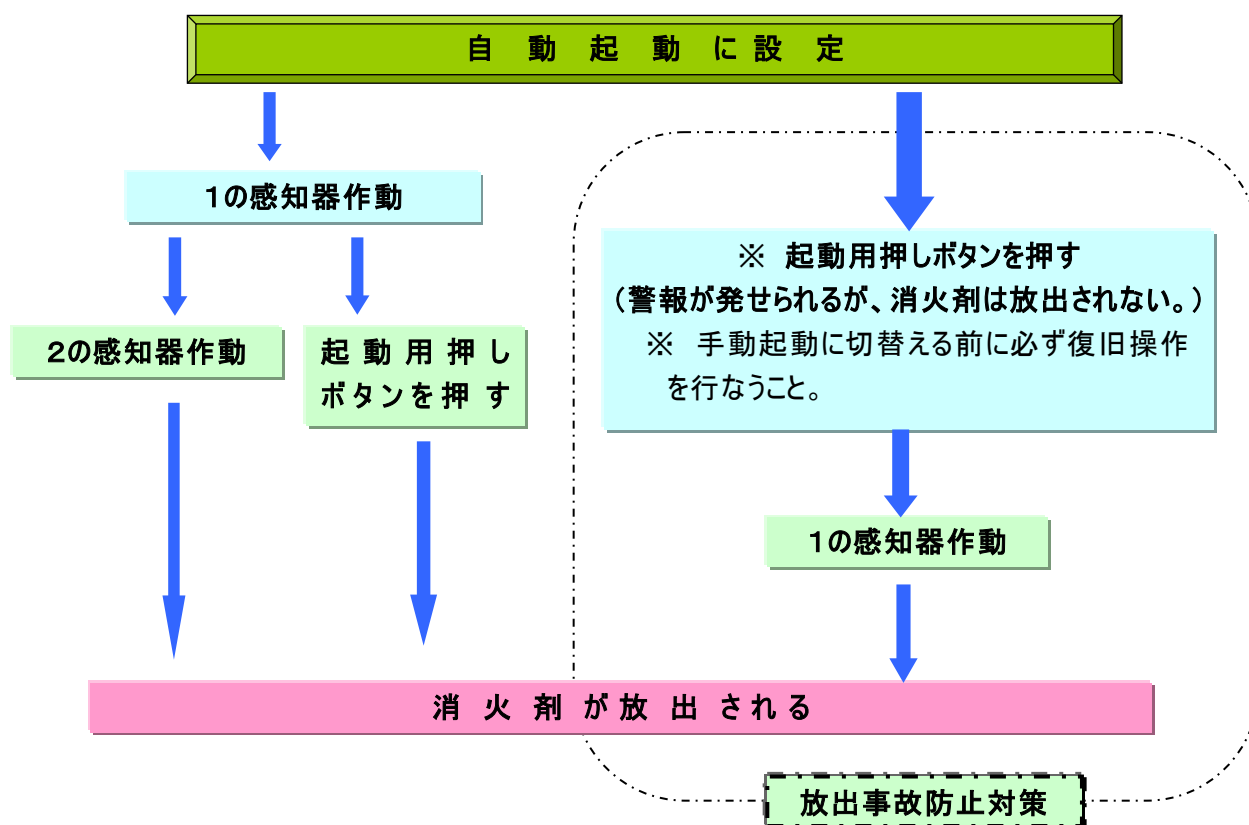 自動起動に設定
1の感知器作動
2の感知器作動
起動用押し
ボタンを押す
※ 起動用押しボタンを押す
（警報が発せられるが、消火剤は放出されない。）
※ 手動起動に切替える前に必ず復旧操作
を行なうこと。
1の感知器作動
消火剤が放出される
放出事故防止対策